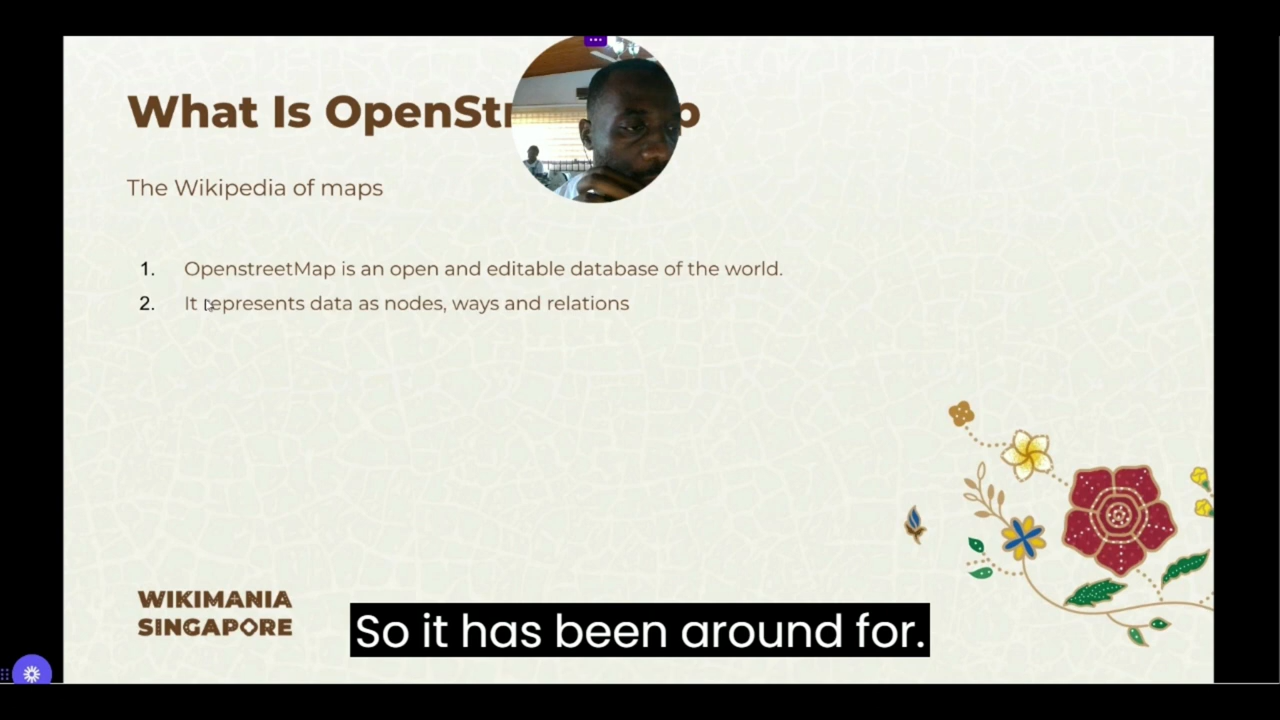 What Is OpenStr p
The Wikipedia of maps
1. OpenstreetMap is an open and editable database of the world.
2. It represents data as nodes, ways and relations
WIKIMANIA
SINGAPORE
So it has been around for.